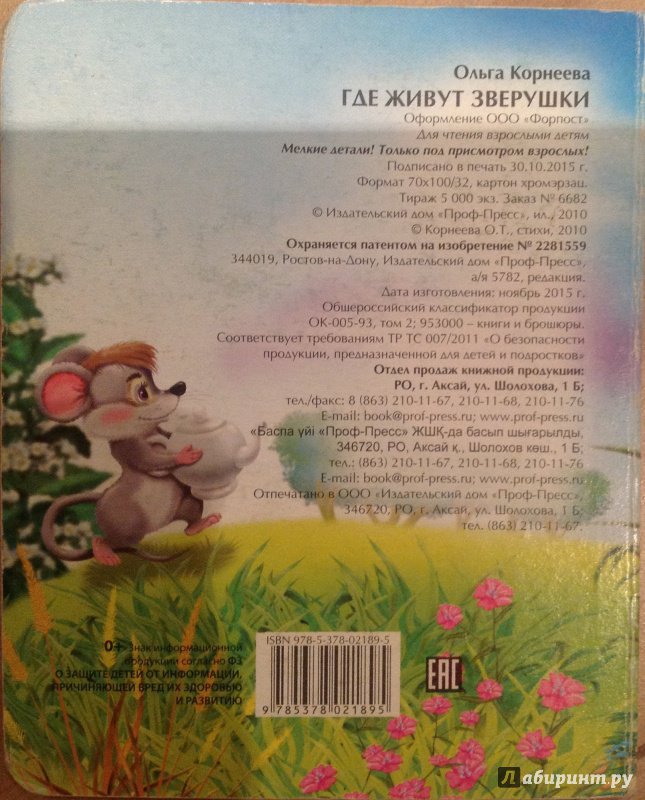 Ольга Корнеева
ГДЕ ЖИВУТ ЗВЕРУШКИ
Оформление ООО «Форпост»
Для чтения взрослыми детям
Мелкие детали! Только под присмотром взрослых!
Подписано в печать 30.10.2015 г.
Формат 70х100/32, картон хромэрзац.
Тираж 5 000 экз. Заказ № 6682
© Издательский дом «Проф-Пресс», ил., 2010
© Корнеева О.Т., стихи, 2010
Охраняется патентом на изобретение № 2281559
344019, Ростов-на-Дону, Издательский дом «Проф-Пресс»,
а/я 5782, редакция.
Дата изготовления: ноябрь 2015 г.
Общероссийский классификатор продукции
ОК-005-93, том 2; 953000 – книги и брошюры.
Соответствует требованиям ТР ТС 007/2011 «О безопасности
продукции, предназначенной для детей и подростков»
Отдел продаж книжной продукции:
РО, г. Аксай, ул. Шолохова, 1 Б;
тел./факс: 8 (863) 210-11-67, 210-11-68, 210-11-76
E-mail: book@prof-press.ru; www.prof-press.ru
«Баспа үйі «Проф-Пресс» ЖШҚ-да басып шығарылды,
346720, РО, Аксай қ., Шолохов көш., 1 Б;
тел.: (863) 210-11-67, 210-11-68, 210-11-76
E-mail: book@prof-press.ru; www.prof-press.ru
Отпечатано в ООО «Издательский дом «Проф-Пресс»,
346720, РО, г. Аксай, ул. Шолохова, 1 Б;
тел. (863) 210-11-67.
0+ Знак информационной
продукции согласно ФЗ
О ЗАЩИТЕ ДЕТЕЙ ОТ ИНФОРМАЦИИ,
ПРИЧИНЯЮЩЕЙ ВРЕД ИХ ЗДОРОВЬЮ
И РАЗВИТИЮ
ISBN 978-5-378-02189-5
9 785378 021895
ЕАС
Лабиринт.ру